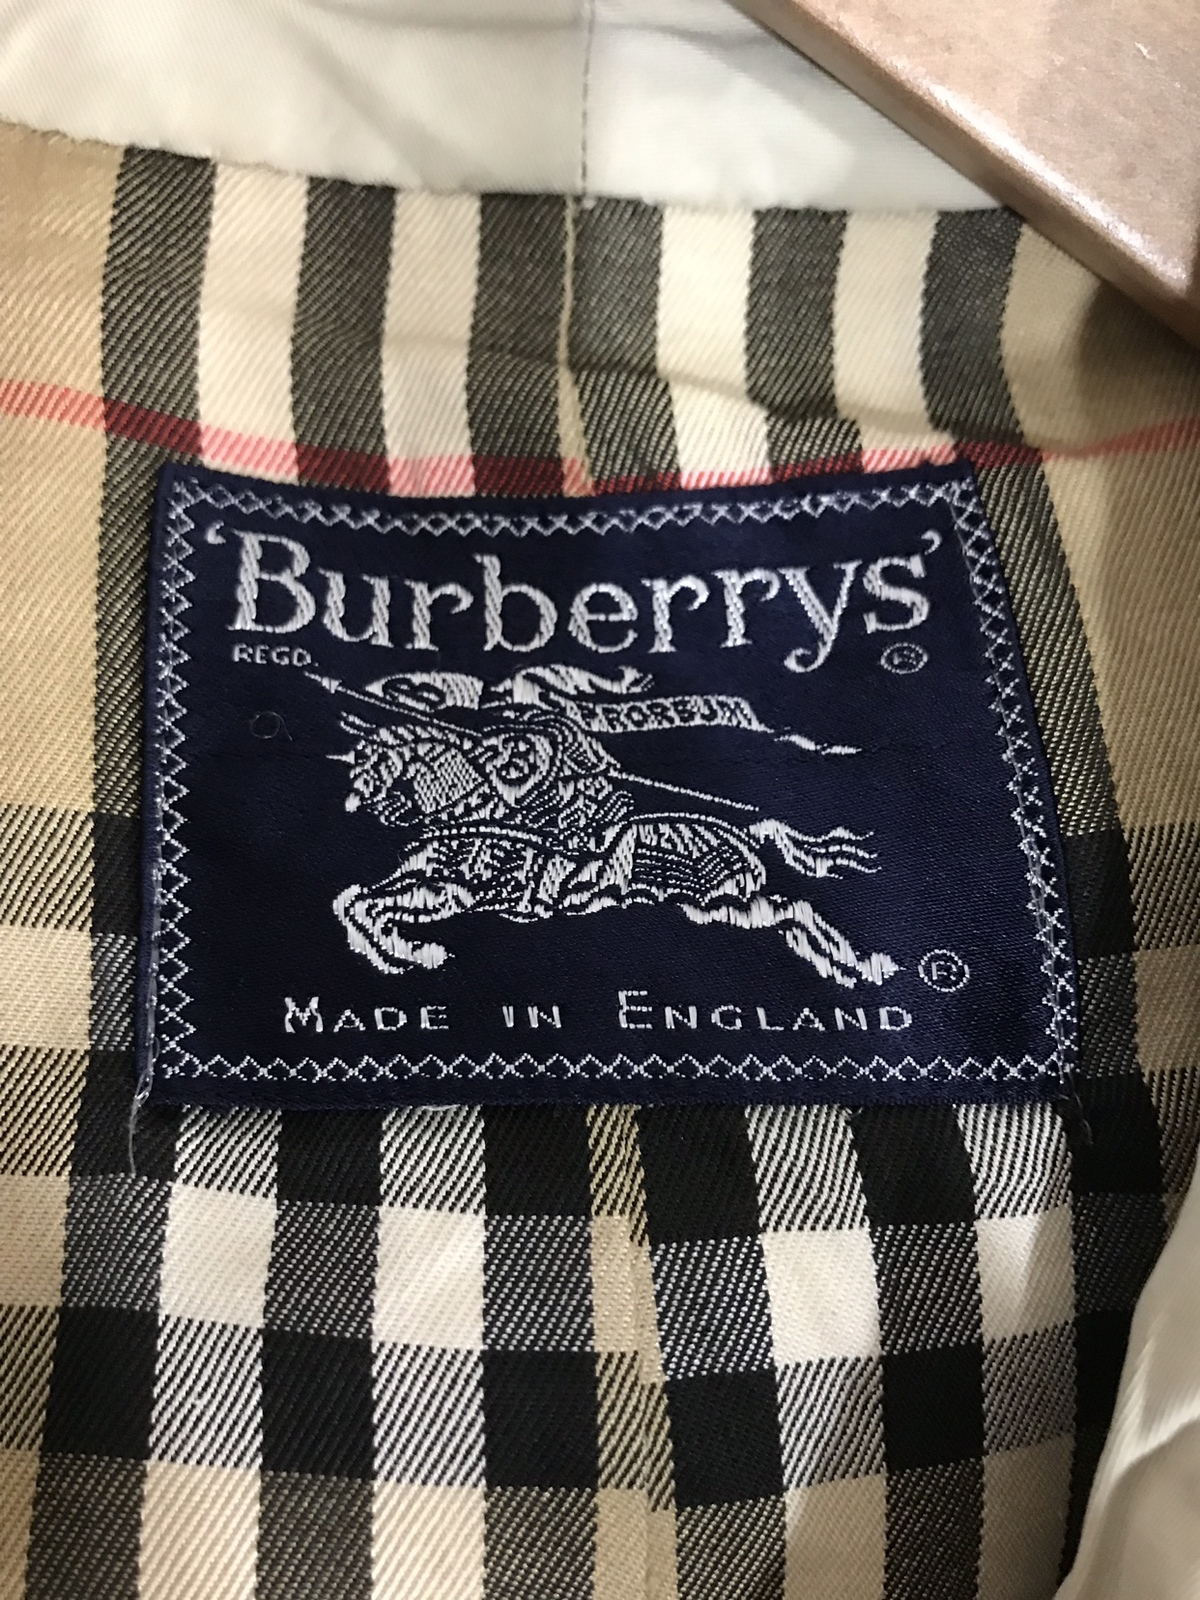 'Burberrys'
REGD. ®
PRORSUM
®
MADE IN ENGLAND